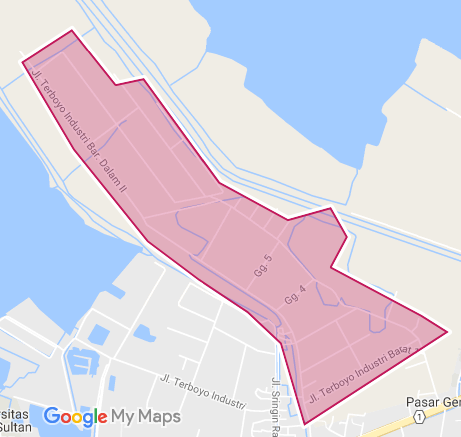 Jl. Terboyo Industri Bar. Dalam II
Gg. 5
Gg. 4
Jl. Terboyo Industri Barat
Jl. Terboyo Industri
Jl. Sringin Ra
Pasar Ger
1
rsitas
Sultan
Google My Maps